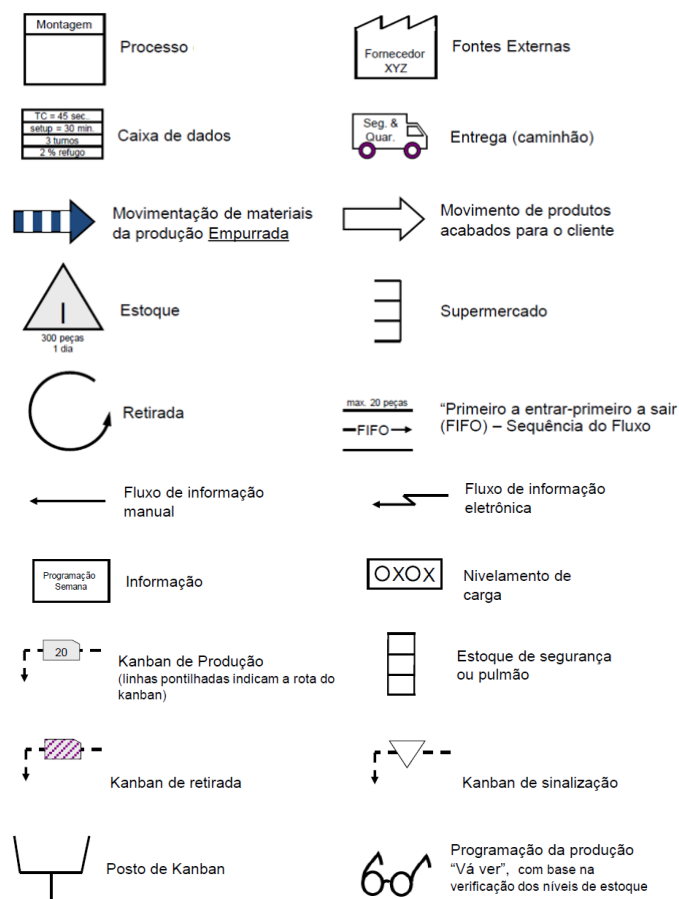 Montagem
Processo
Fornecedor
XYZ
Fontes Externas
TC = 45 sec..
setup = 30 min.
3 turnos
2 % refugo
Caixa de dados
Seg. &
Quar.
Entrega (caminhão)
Movimentação de materiais
da produção Empurrada
Movimento de produtos
acabados para o cliente
I
300 peças
1 dia
Estoque
Supermercado
Retirada
max. 20 peças
FIFO
“Primeiro a entrar-primeiro a sair
(FIFO) – Sequência do Fluxo
Fluxo de informação
manual
Fluxo de informação
eletrônica
Programação
Semana
Informação
OXOX
Nivelamento de
carga
20
Kanban de Produção
(linhas pontilhadas indicam a rota do
kanban)
Estoque de segurança
ou pulmão
Kanban de retirada
Kanban de sinalização
Posto de Kanban
Programação da produção
“Vá ver”, com base na
verificação dos níveis de estoque